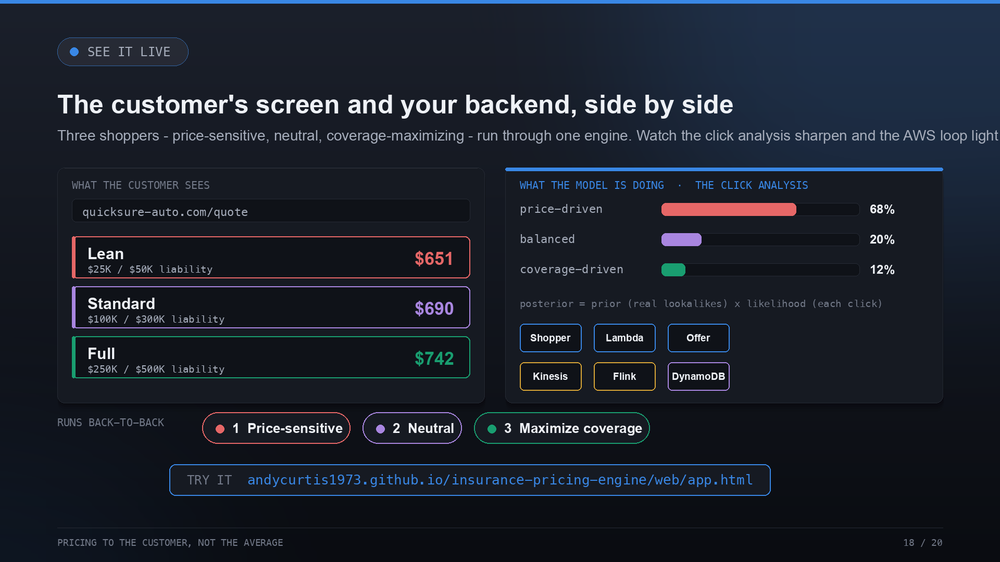 SEE IT LIVE
The customer's screen and your backend, side by side
Three shoppers - price-sensitive, neutral, coverage-maximizing - run through one engine. Watch the click analysis sharpen and the AWS loop light
WHAT THE CUSTOMER SEES
quicksure-auto.com/quote
Lean
$25K / $50K liability
$651
Standard
$100K / $300K liability
$690
Full
$250K / $500K liability
$742
WHAT THE MODEL IS DOING · THE CLICK ANALYSIS
price-driven 68%
balanced 20%
coverage-driven 12%
posterior = prior (real lookalikes) x likelihood (each click)
Shopper Lambda Offer
Kinesis Flink DynamoDB
RUNS BACK-TO-BACK
1 Price-sensitive
2 Neutral
3 Maximize coverage
TRY IT andycurtis1973.github.io/insurance-pricing-engine/web/app.html
PRICING TO THE CUSTOMER, NOT THE AVERAGE
18 / 20